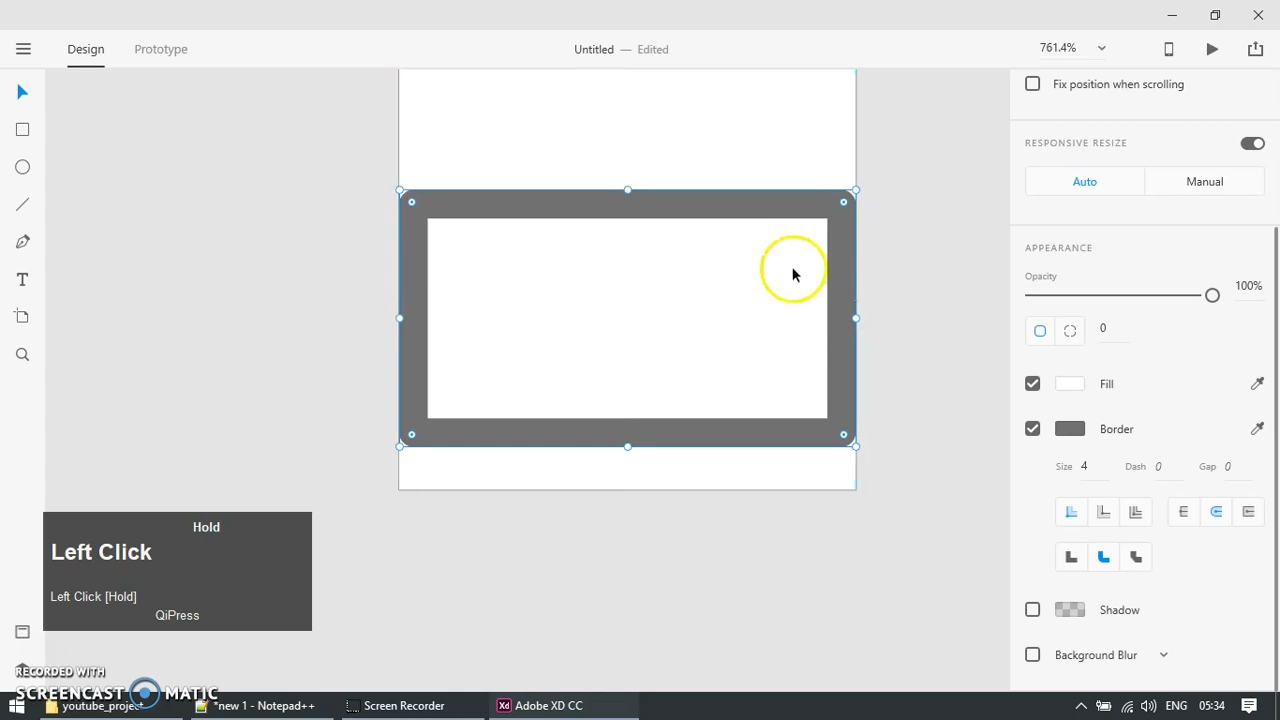 Design
Prototype
Untitled — Edited
761.4%
Fix position when scrolling
RESPONSIVE RESIZE
Auto
Manual
APPEARANCE
Opacity
100%
0
Fill
Border
Size 4 Dash 0 Gap 0
Shadow
Background Blur
Hold
Left Click
Left Click [Hold]
QiPress
RECORDED WITH
SCREENCAST MATIC
youtube_project
*new 1 - Notepad++
Screen Recorder
Xd Adobe XD CC
ENG
05:34